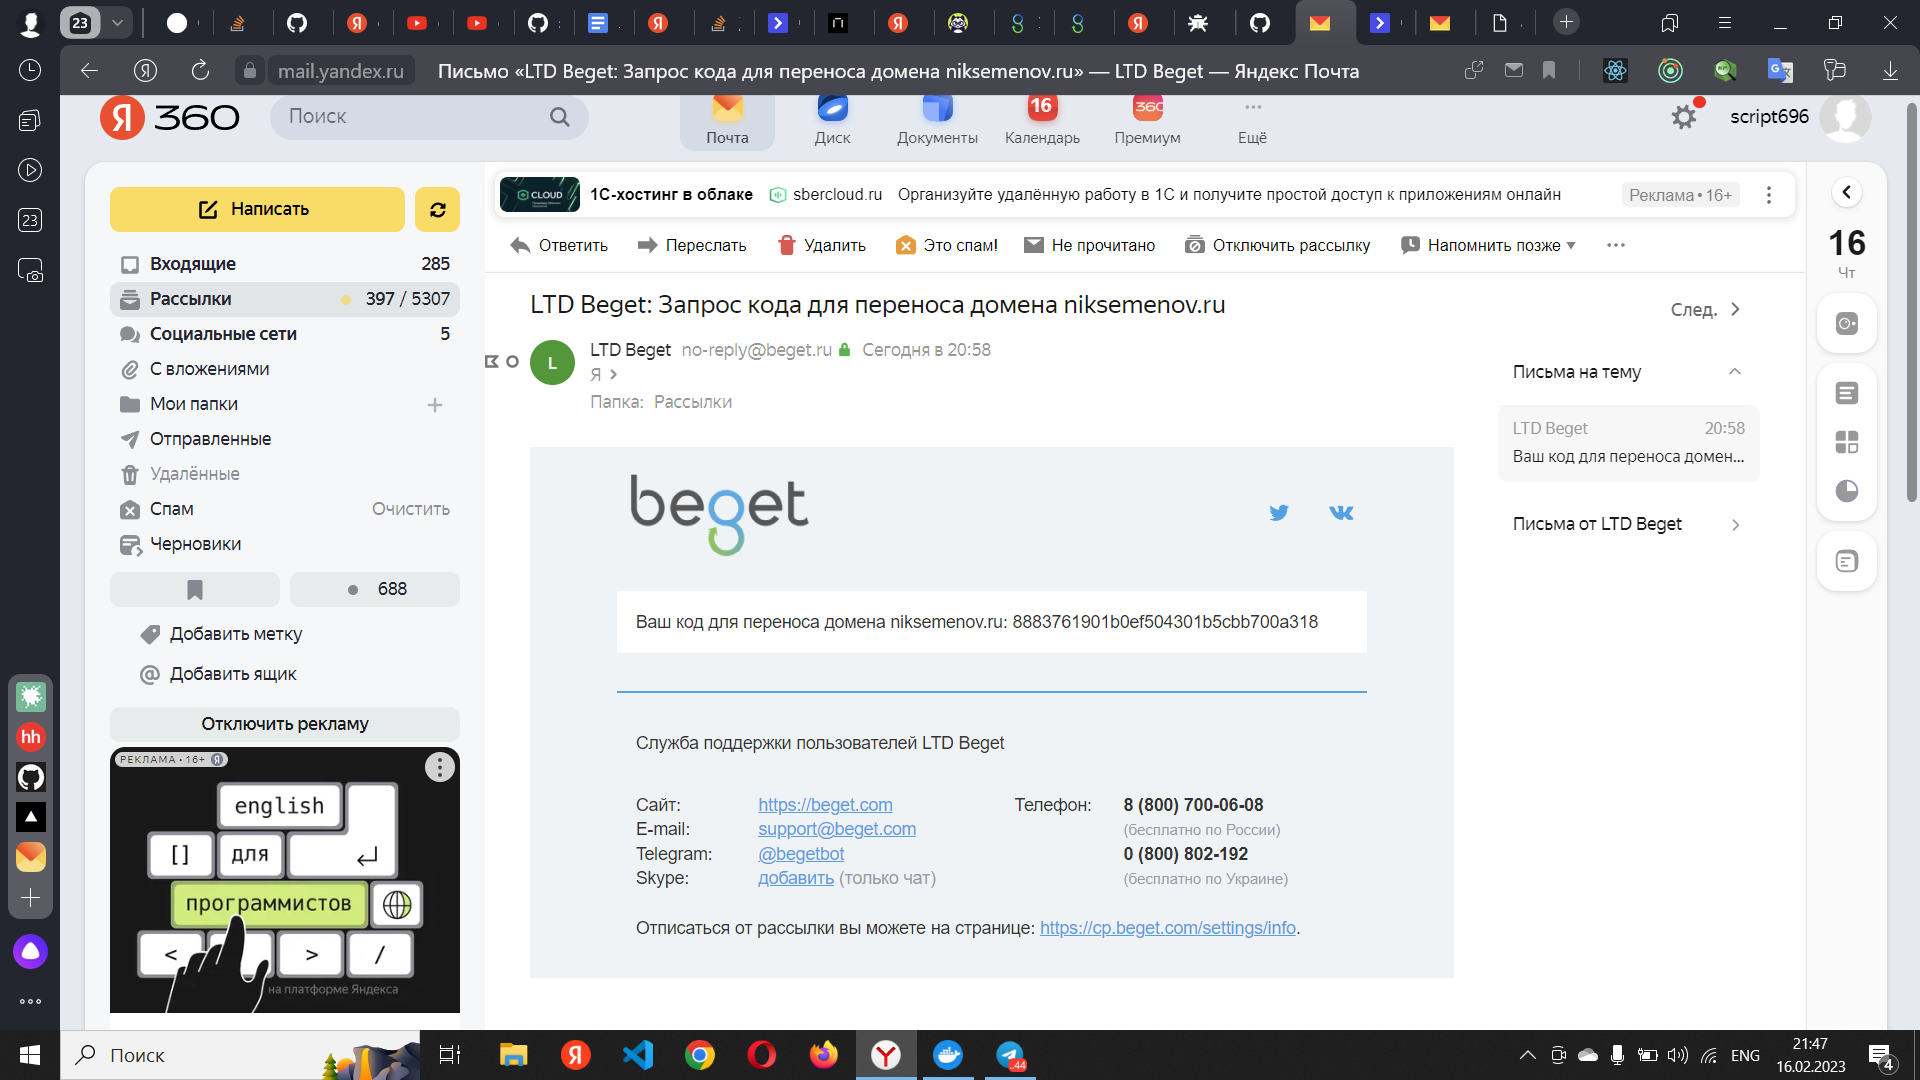 23
mail.yandex.ru
Письмо «LTD Beget: Запрос кода для переноса домена niksemenov.ru» — LTD Beget — Яндекс Почта
Я 360
Поиск
Почта
Диск
Документы
16
Календарь
360
Премиум
Ещё
script696
Написать
Входящие 285
Рассылки 397 / 5307
Социальные сети 5
С вложениями
Мои папки
Отправленные
Удалённые
Спам Очистить
Черновики
688
Добавить метку
Добавить ящик
Отключить рекламу
РЕКЛАМА • 16+ Я
english
[] для
программистов
< > /
на платформе Яндекса
CLOUD
1С-хостинг в облаке sbercloud.ru Организуйте удалённую работу в 1С и получите простой доступ к приложениям онлайн Реклама • 16+
Ответить Переслать Удалить Это спам! Не прочитано Отключить рассылку Напомнить позже
LTD Beget: Запрос кода для переноса домена niksemenov.ru
След.
L
LTD Beget no-reply@beget.ru Сегодня в 20:58
Я
Папка: Рассылки
beget
Ваш код для переноса домена niksemenov.ru: 8883761901b0ef504301b5cbb700a318
Служба поддержки пользователей LTD Beget
Сайт: https://beget.com Телефон: 8 (800) 700-06-08
E-mail: support@beget.com (бесплатно по России)
Telegram: @begetbot 0 (800) 802-192
Skype: добавить (только чат) (бесплатно по Украине)
Отписаться от рассылки вы можете на странице: https://cp.beget.com/settings/info.
Письма на тему
LTD Beget 20:58
Ваш код для переноса домен...
Письма от LTD Beget
16
Чт
23
hh
Поиск
44
ENG
21:47
16.02.2023
4